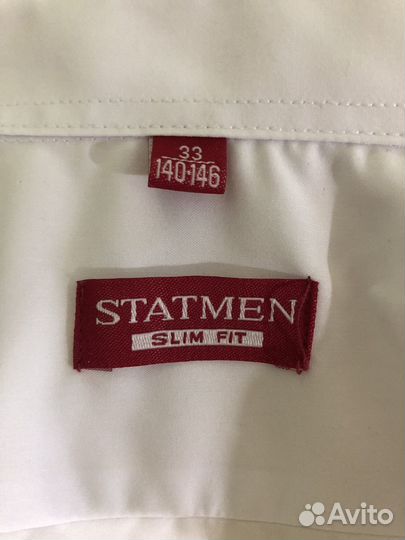 33
140-146
STATMEN
SLIM FIT
Avito